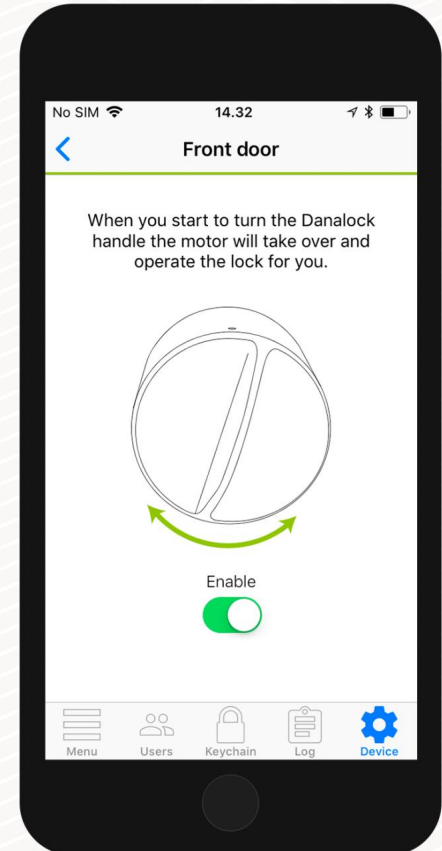 No SIM 14.32
Front door
When you start to turn the Danalock
handle the motor will take over and
operate the lock for you.
Enable
Menu Users Keychain Log Device